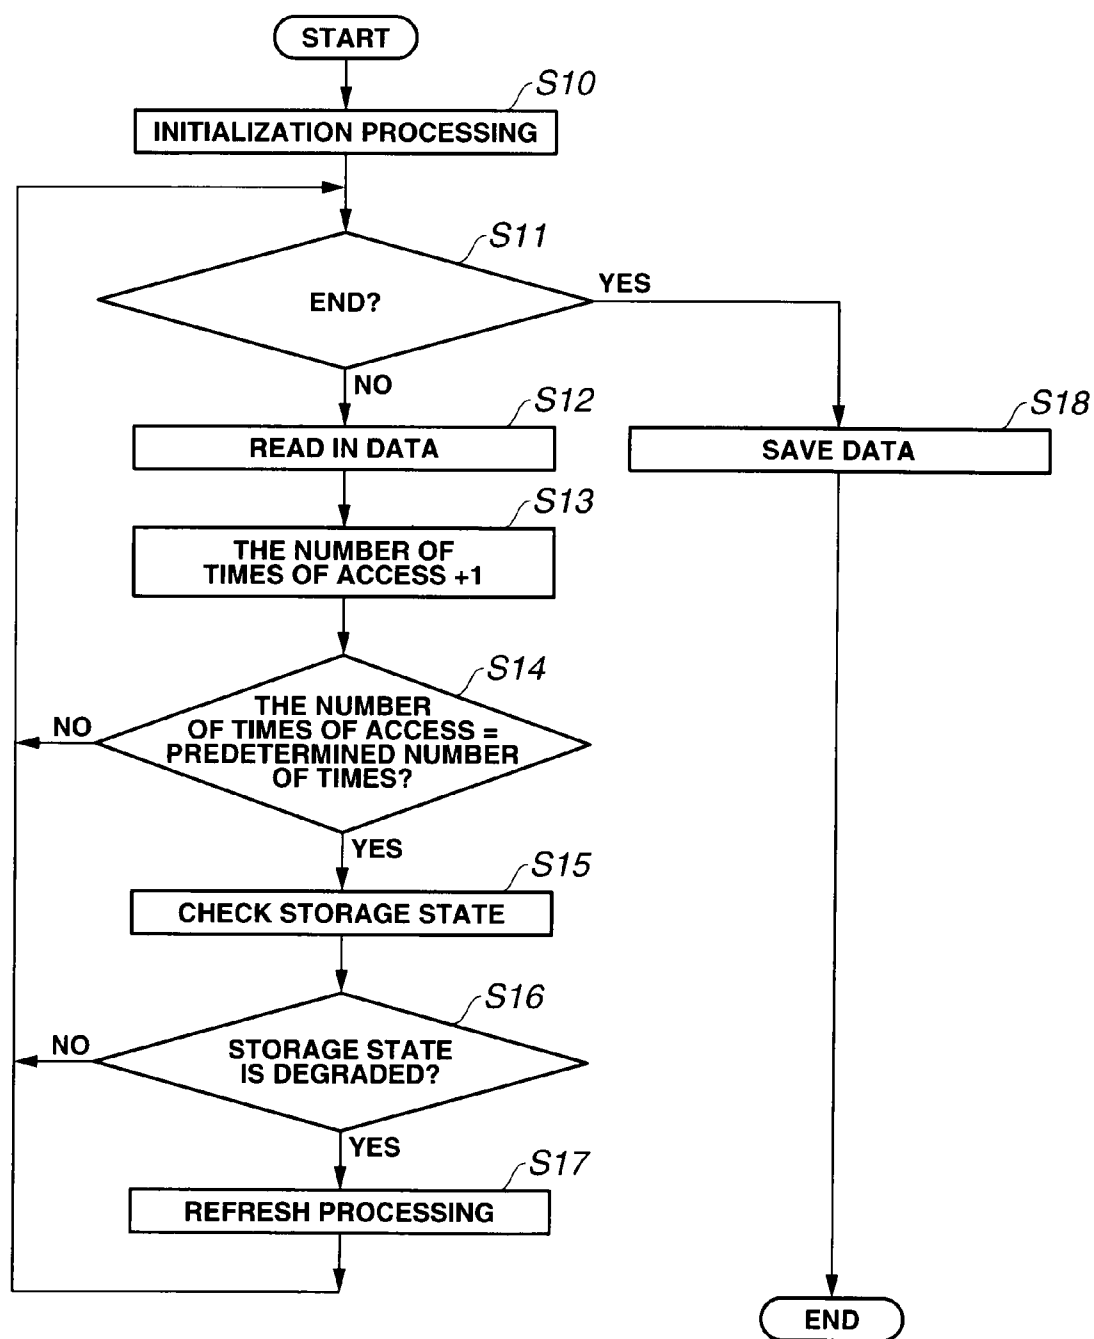 START
S10
INITIALIZATION PROCESSING
S11
END?
YES
NO
S12
READ IN DATA
S18
SAVE DATA
S13
THE NUMBER OF
TIMES OF ACCESS +1
S14
THE NUMBER
OF TIMES OF ACCESS =
PREDETERMINED NUMBER
OF TIMES?
NO
YES
S15
CHECK STORAGE STATE
S16
STORAGE STATE
IS DEGRADED?
NO
YES
S17
REFRESH PROCESSING
END